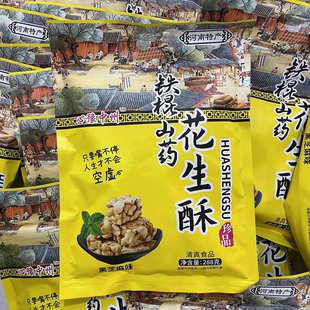 河南特产
心豫中州
铁棍山药
花生酥
HUASHENGSU
珍品
只要嘴不停
人生才不会
空虚
黑芝麻味
清真食品
净含量:288克